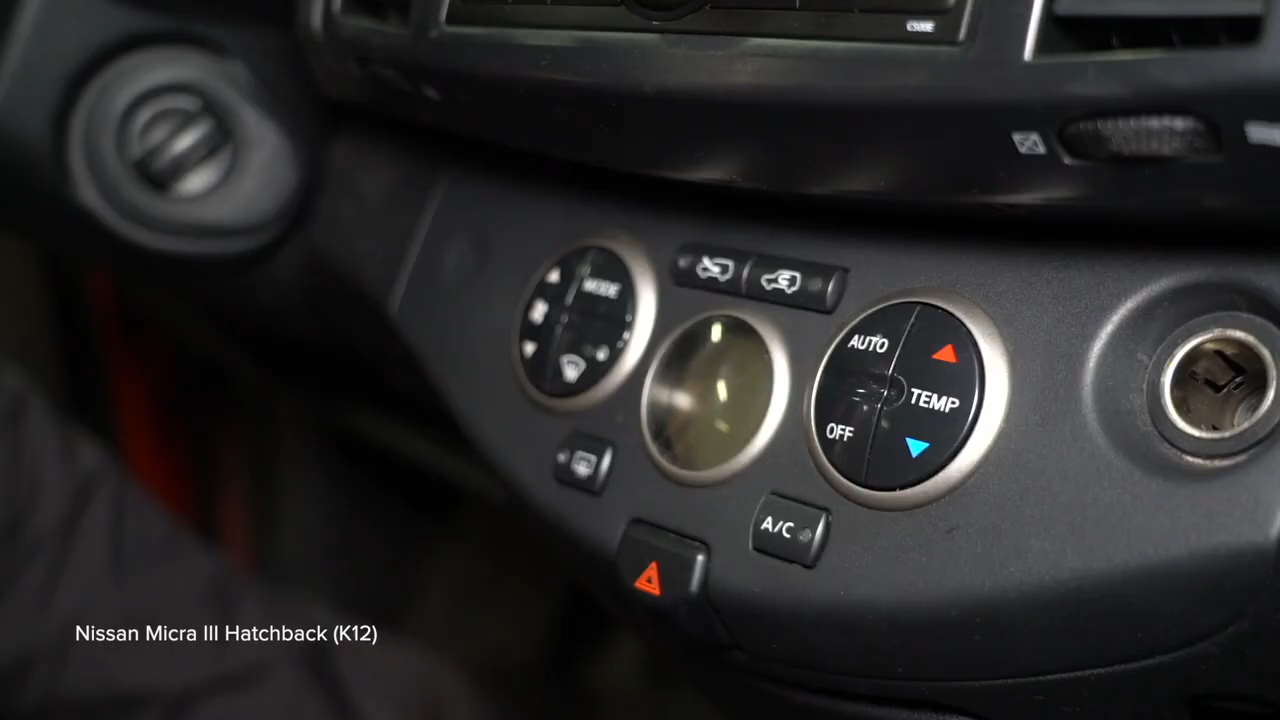 MODE
AUTO
TEMP
OFF
A/C
Nissan Micra III Hatchback (K12)